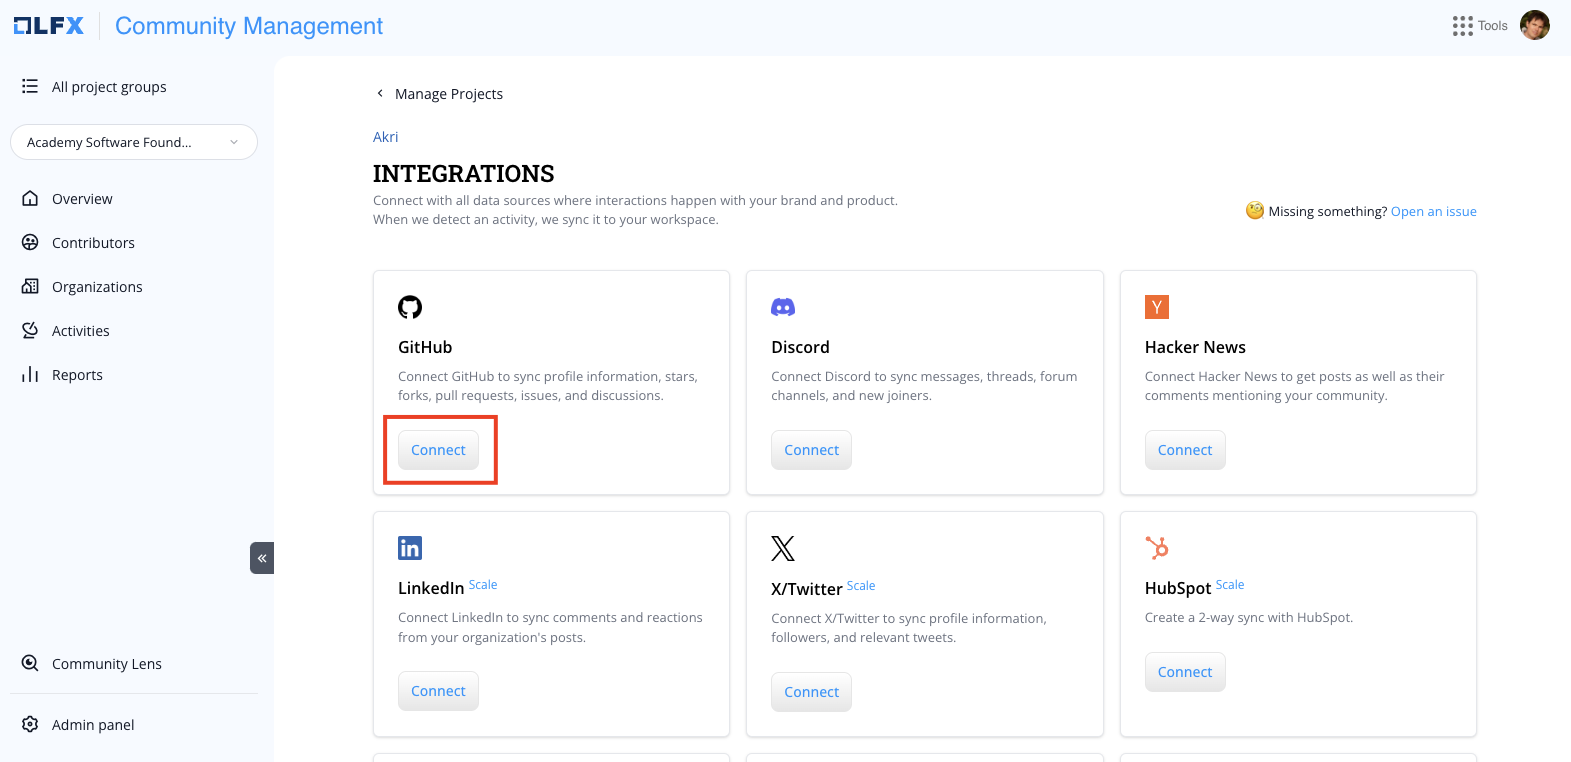 LFX
Community Management
Tools
All project groups
Academy Software Found...
Overview
Contributors
Organizations
Activities
Reports
Community Lens
Admin panel
Manage Projects
Akri
INTEGRATIONS
Connect with all data sources where interactions happen with your brand and product.
When we detect an activity, we sync it to your workspace.
Missing something? Open an issue
GitHub
Connect GitHub to sync profile information, stars,
forks, pull requests, issues, and discussions.
Connect
Discord
Connect Discord to sync messages, threads, forum
channels, and new joiners.
Connect
Y
Hacker News
Connect Hacker News to get posts as well as their
comments mentioning your community.
Connect
in
LinkedIn Scale
Connect LinkedIn to sync comments and reactions
from your organization's posts.
Connect
X/Twitter Scale
Connect X/Twitter to sync profile information,
followers, and relevant tweets.
Connect
HubSpot Scale
Create a 2-way sync with HubSpot.
Connect